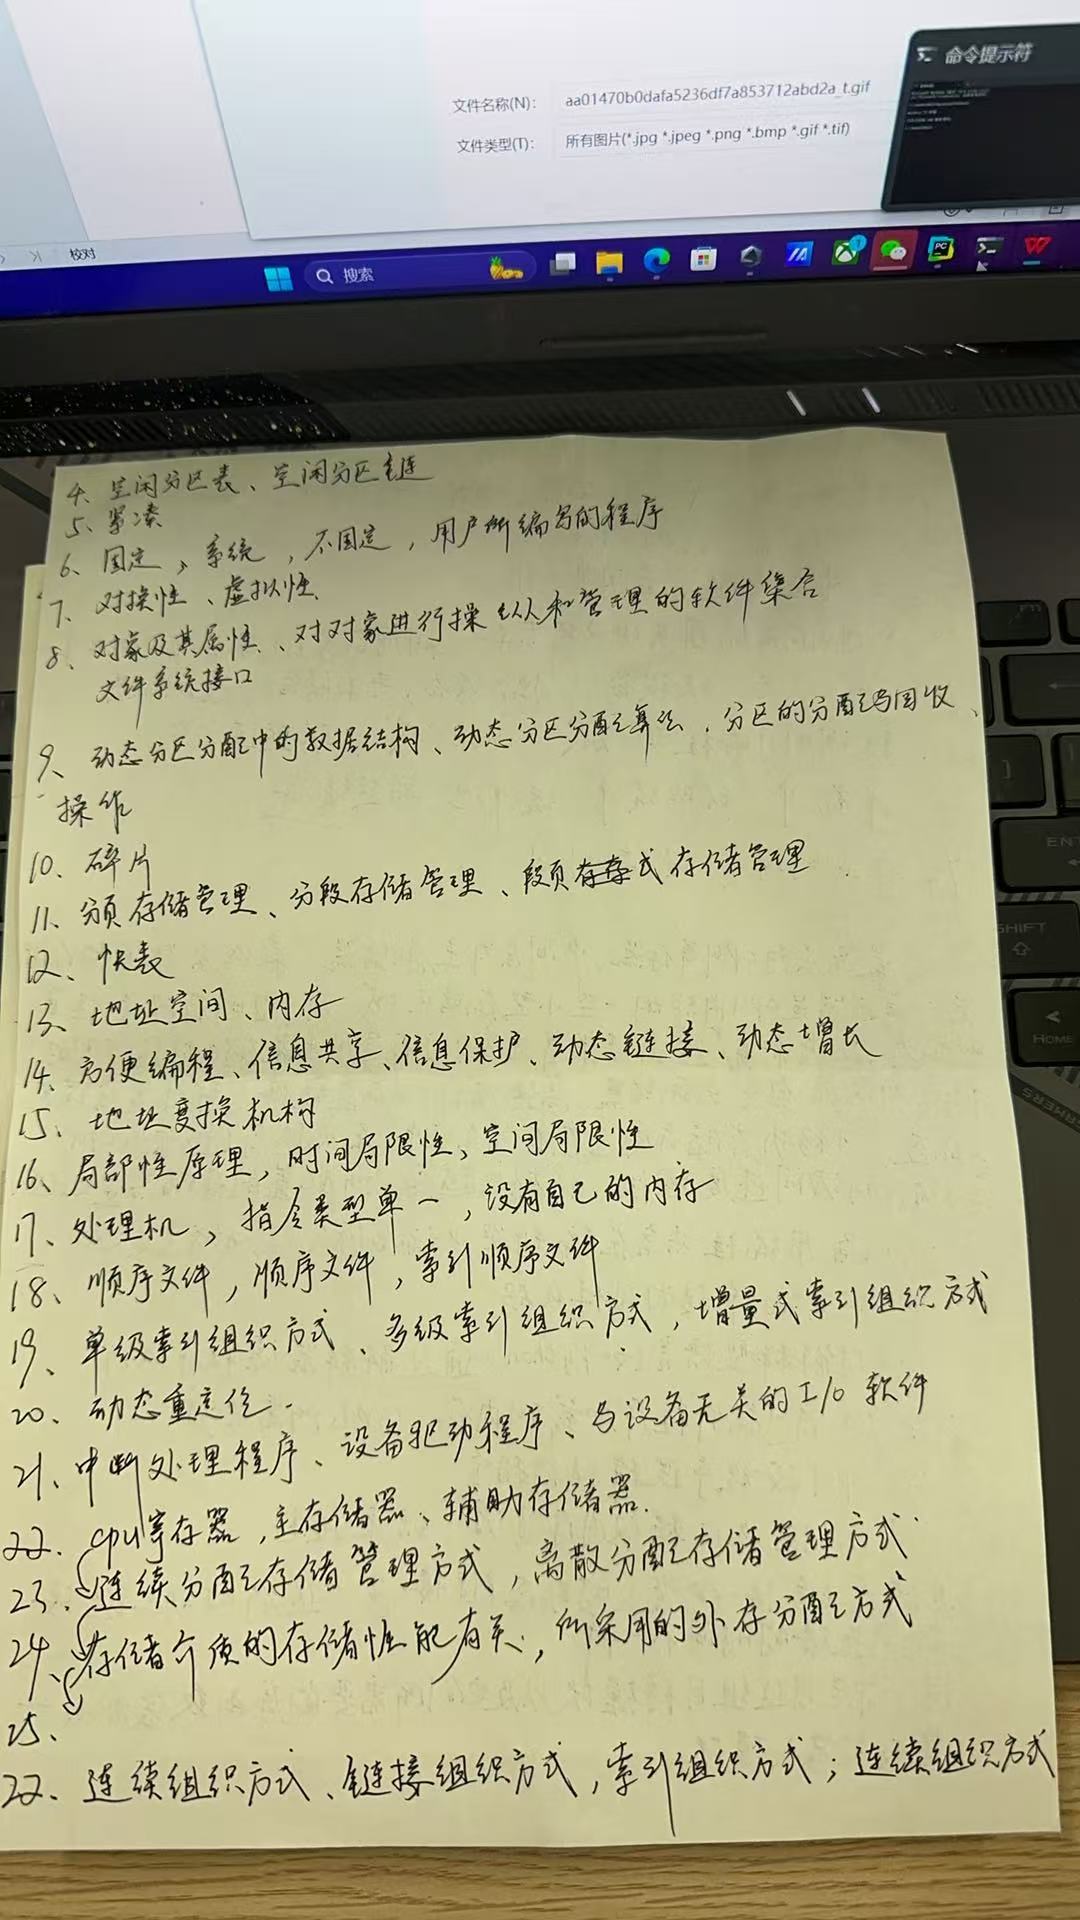 命令提示符
文件名称(N)：
aa01470b0dafa5236df7a853712abd2a_t.gif
文件类型(T)：
所有图片(*.jpg *.jpeg *.png *.bmp *.gif *.tif)
校对
搜索
4、空闲分区表、空闲分区链
5、紧凑
6、固定，系统，不固定，用户所编写的程序
7、对换性、虚拟性
8、对象及其属性、对对象进行操纵和管理的软件集合
文件系统接口
9、动态分区分配中的数据结构、动态分区分配算法，分区的分配与回收、
操作
10、碎片
11、分页存储管理、分段存储管理、段页式存储管理
12、快表
13、地址空间、内存
14、方便编程、信息共享、信息保护、动态链接、动态增长
15、地址变换机构
16、局部性原理，时间局限性、空间局限性
17、处理机，指令类型单一，没有自己的内存
18、顺序文件，顺序文件，索引顺序文件
19、单级索引组织方式、多级索引组织方式，增量式索引组织方式
20、动态重定位.
21、中断处理程序、设备驱动程序、与设备无关的I/O软件
22. cpu寄存器，主存储器、辅助存储器.
23、连续分配存储管理方式，离散分配存储管理方式
24、存储介质的存储性能有关，所采用的外存分配方式
25、
22、连续组织方式、链接组织方式，索引组织方式；连续组织方式
ENT
SHIFT
HOME